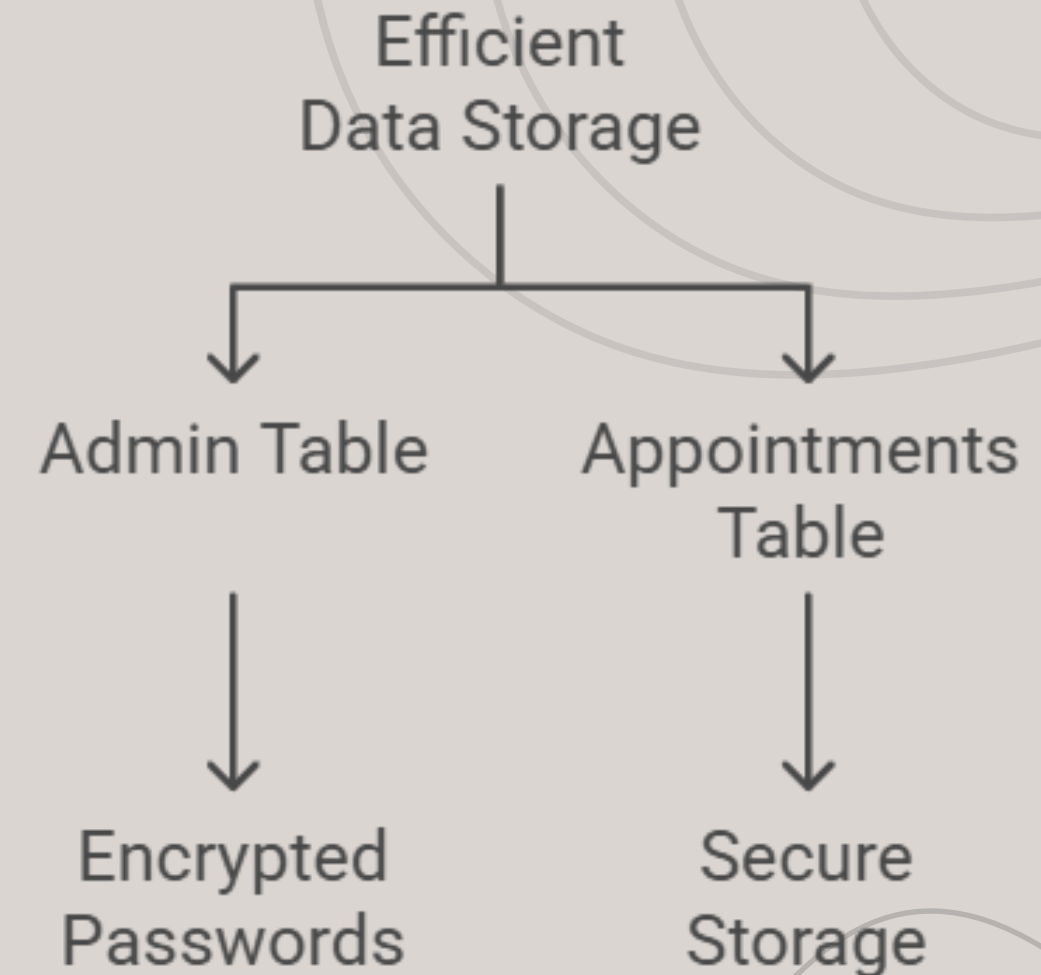 Efficient
Data Storage
Admin Table
Appointments
Table
Encrypted
Passwords
Secure
Storage